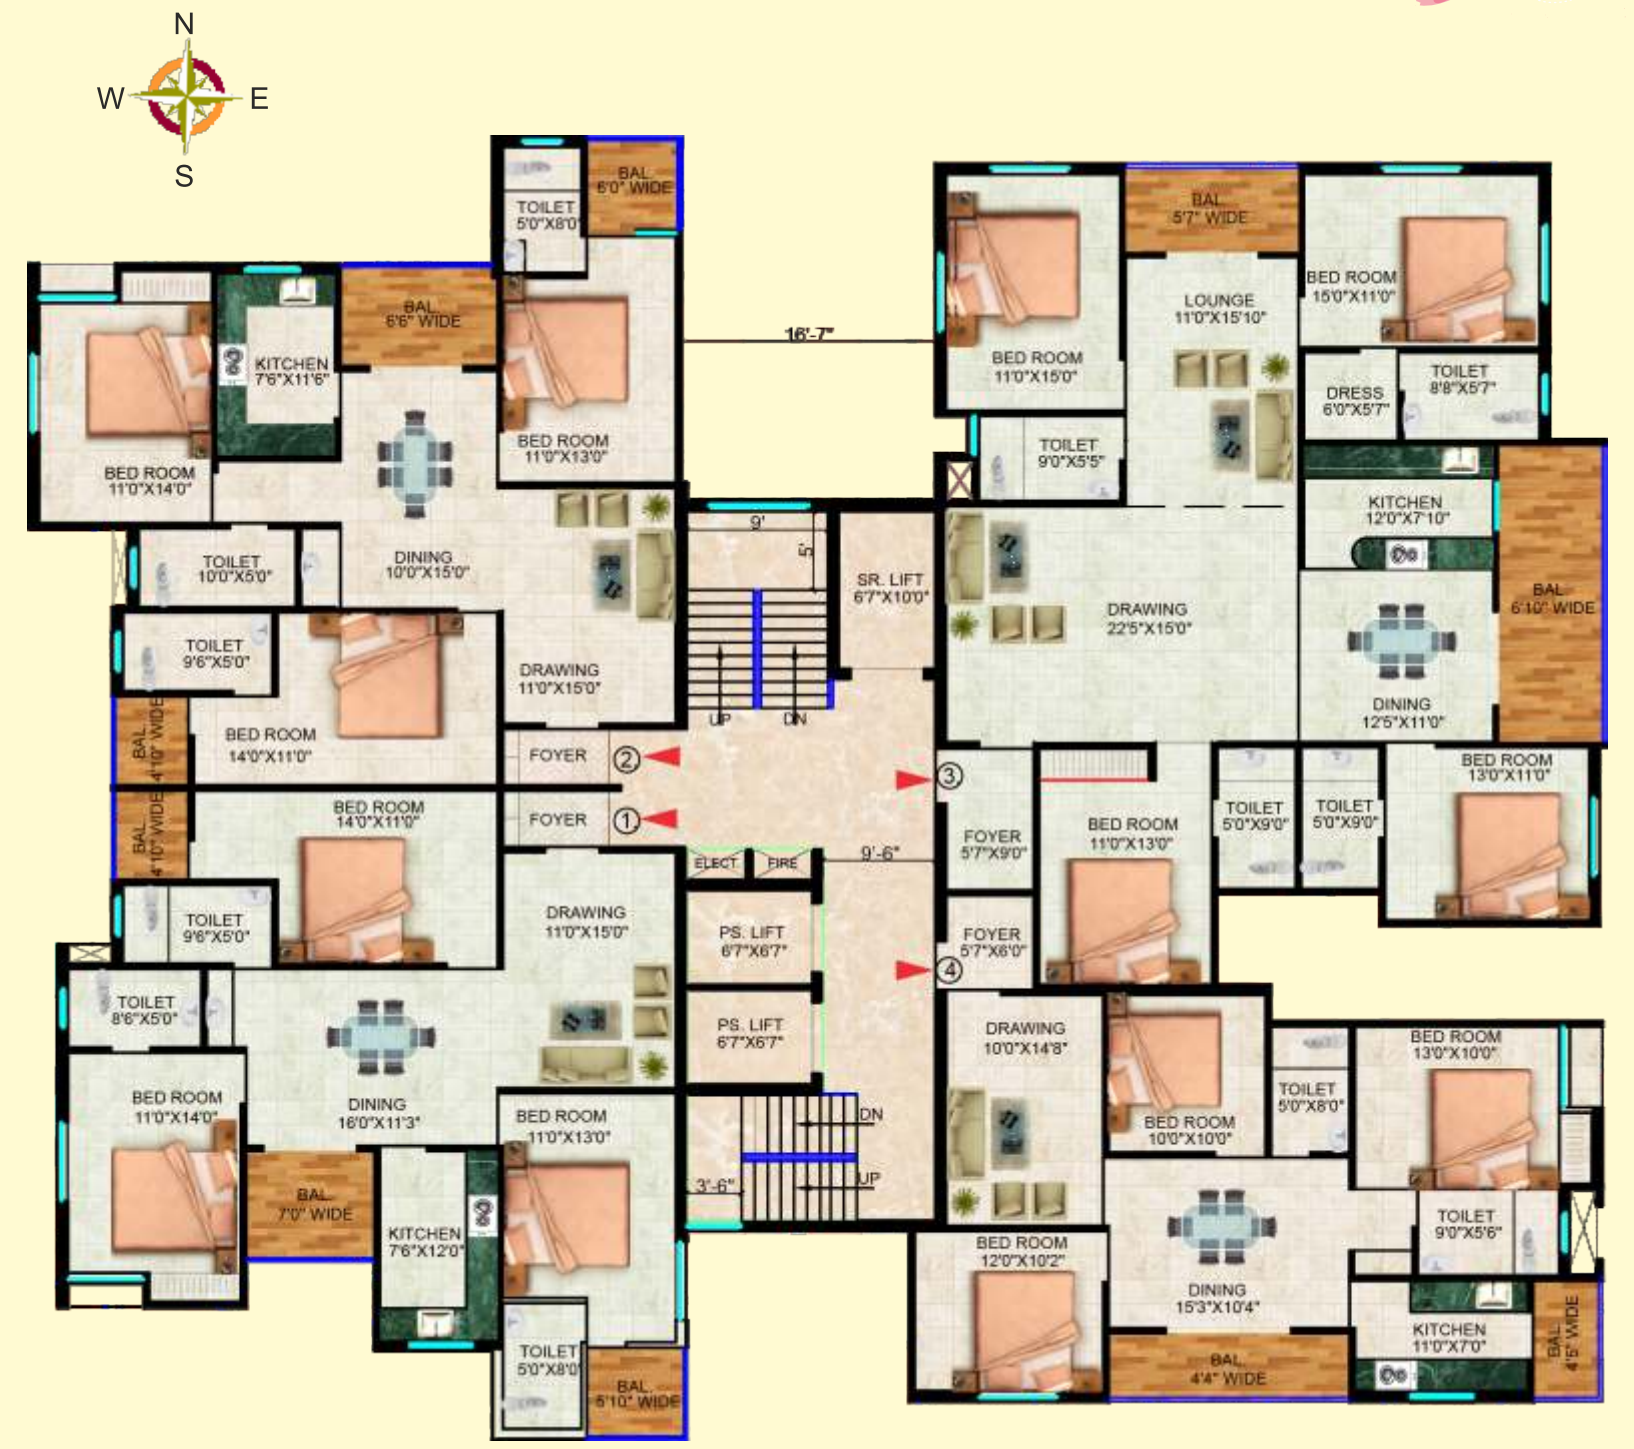 N
W E
S
TOILET
5'0"X8'0"
BAL.
6'0" WIDE
BED ROOM
11'0"X14'0"
KITCHEN
7'6"X11'6"
BAL.
6'6" WIDE
BED ROOM
11'0"X13'0"
16'-7"
TOILET
10'0"X5'0"
DINING
10'0"X15'0"
DRAWING
11'0"X15'0"
TOILET
9'6"X5'0"
BED ROOM
14'0"X11'0"
BAL.
4'10" WIDE
FOYER
2
9'
5'
UP
DN
SR. LIFT
6'7"X10'0"
BED ROOM
11'0"X15'0"
BAL.
5'7" WIDE
LOUNGE
11'0"X15'10"
BED ROOM
15'0"X11'0"
DRESS
6'0"X5'7"
TOILET
8'8"X5'7"
TOILET
9'0"X5'5"
KITCHEN
12'0"X7'10"
BAL.
6'10" WIDE
DRAWING
22'5"X15'0"
DINING
12'5"X11'0"
3
FOYER
5'7"X9'0"
BED ROOM
11'0"X13'0"
TOILET
5'0"X9'0"
TOILET
5'0"X9'0"
BED ROOM
13'0"X11'0"
BAL.
4'10" WIDE
BED ROOM
14'0"X11'0"
FOYER
1
TOILET
9'6"X5'0"
DRAWING
11'0"X15'0"
TOILET
8'6"X5'0"
BED ROOM
11'0"X14'0"
DINING
16'0"X11'3"
BED ROOM
11'0"X13'0"
BAL.
7'0" WIDE
KITCHEN
7'6"X12'0"
TOILET
5'0"X8'0"
BAL.
5'10" WIDE
ELECT.
FIRE
9'-6"
PS. LIFT
6'7"X6'7"
PS. LIFT
6'7"X6'7"
DN
UP
3'-6"
FOYER
5'7"X6'0"
4
DRAWING
10'0"X14'8"
BED ROOM
10'0"X10'0"
TOILET
5'0"X8'0"
BED ROOM
13'0"X10'0"
TOILET
9'0"X5'6"
BED ROOM
12'0"X10'2"
DINING
15'3"X10'4"
KITCHEN
11'0"X7'0"
BAL.
4'5" WIDE
BAL.
4'4" WIDE